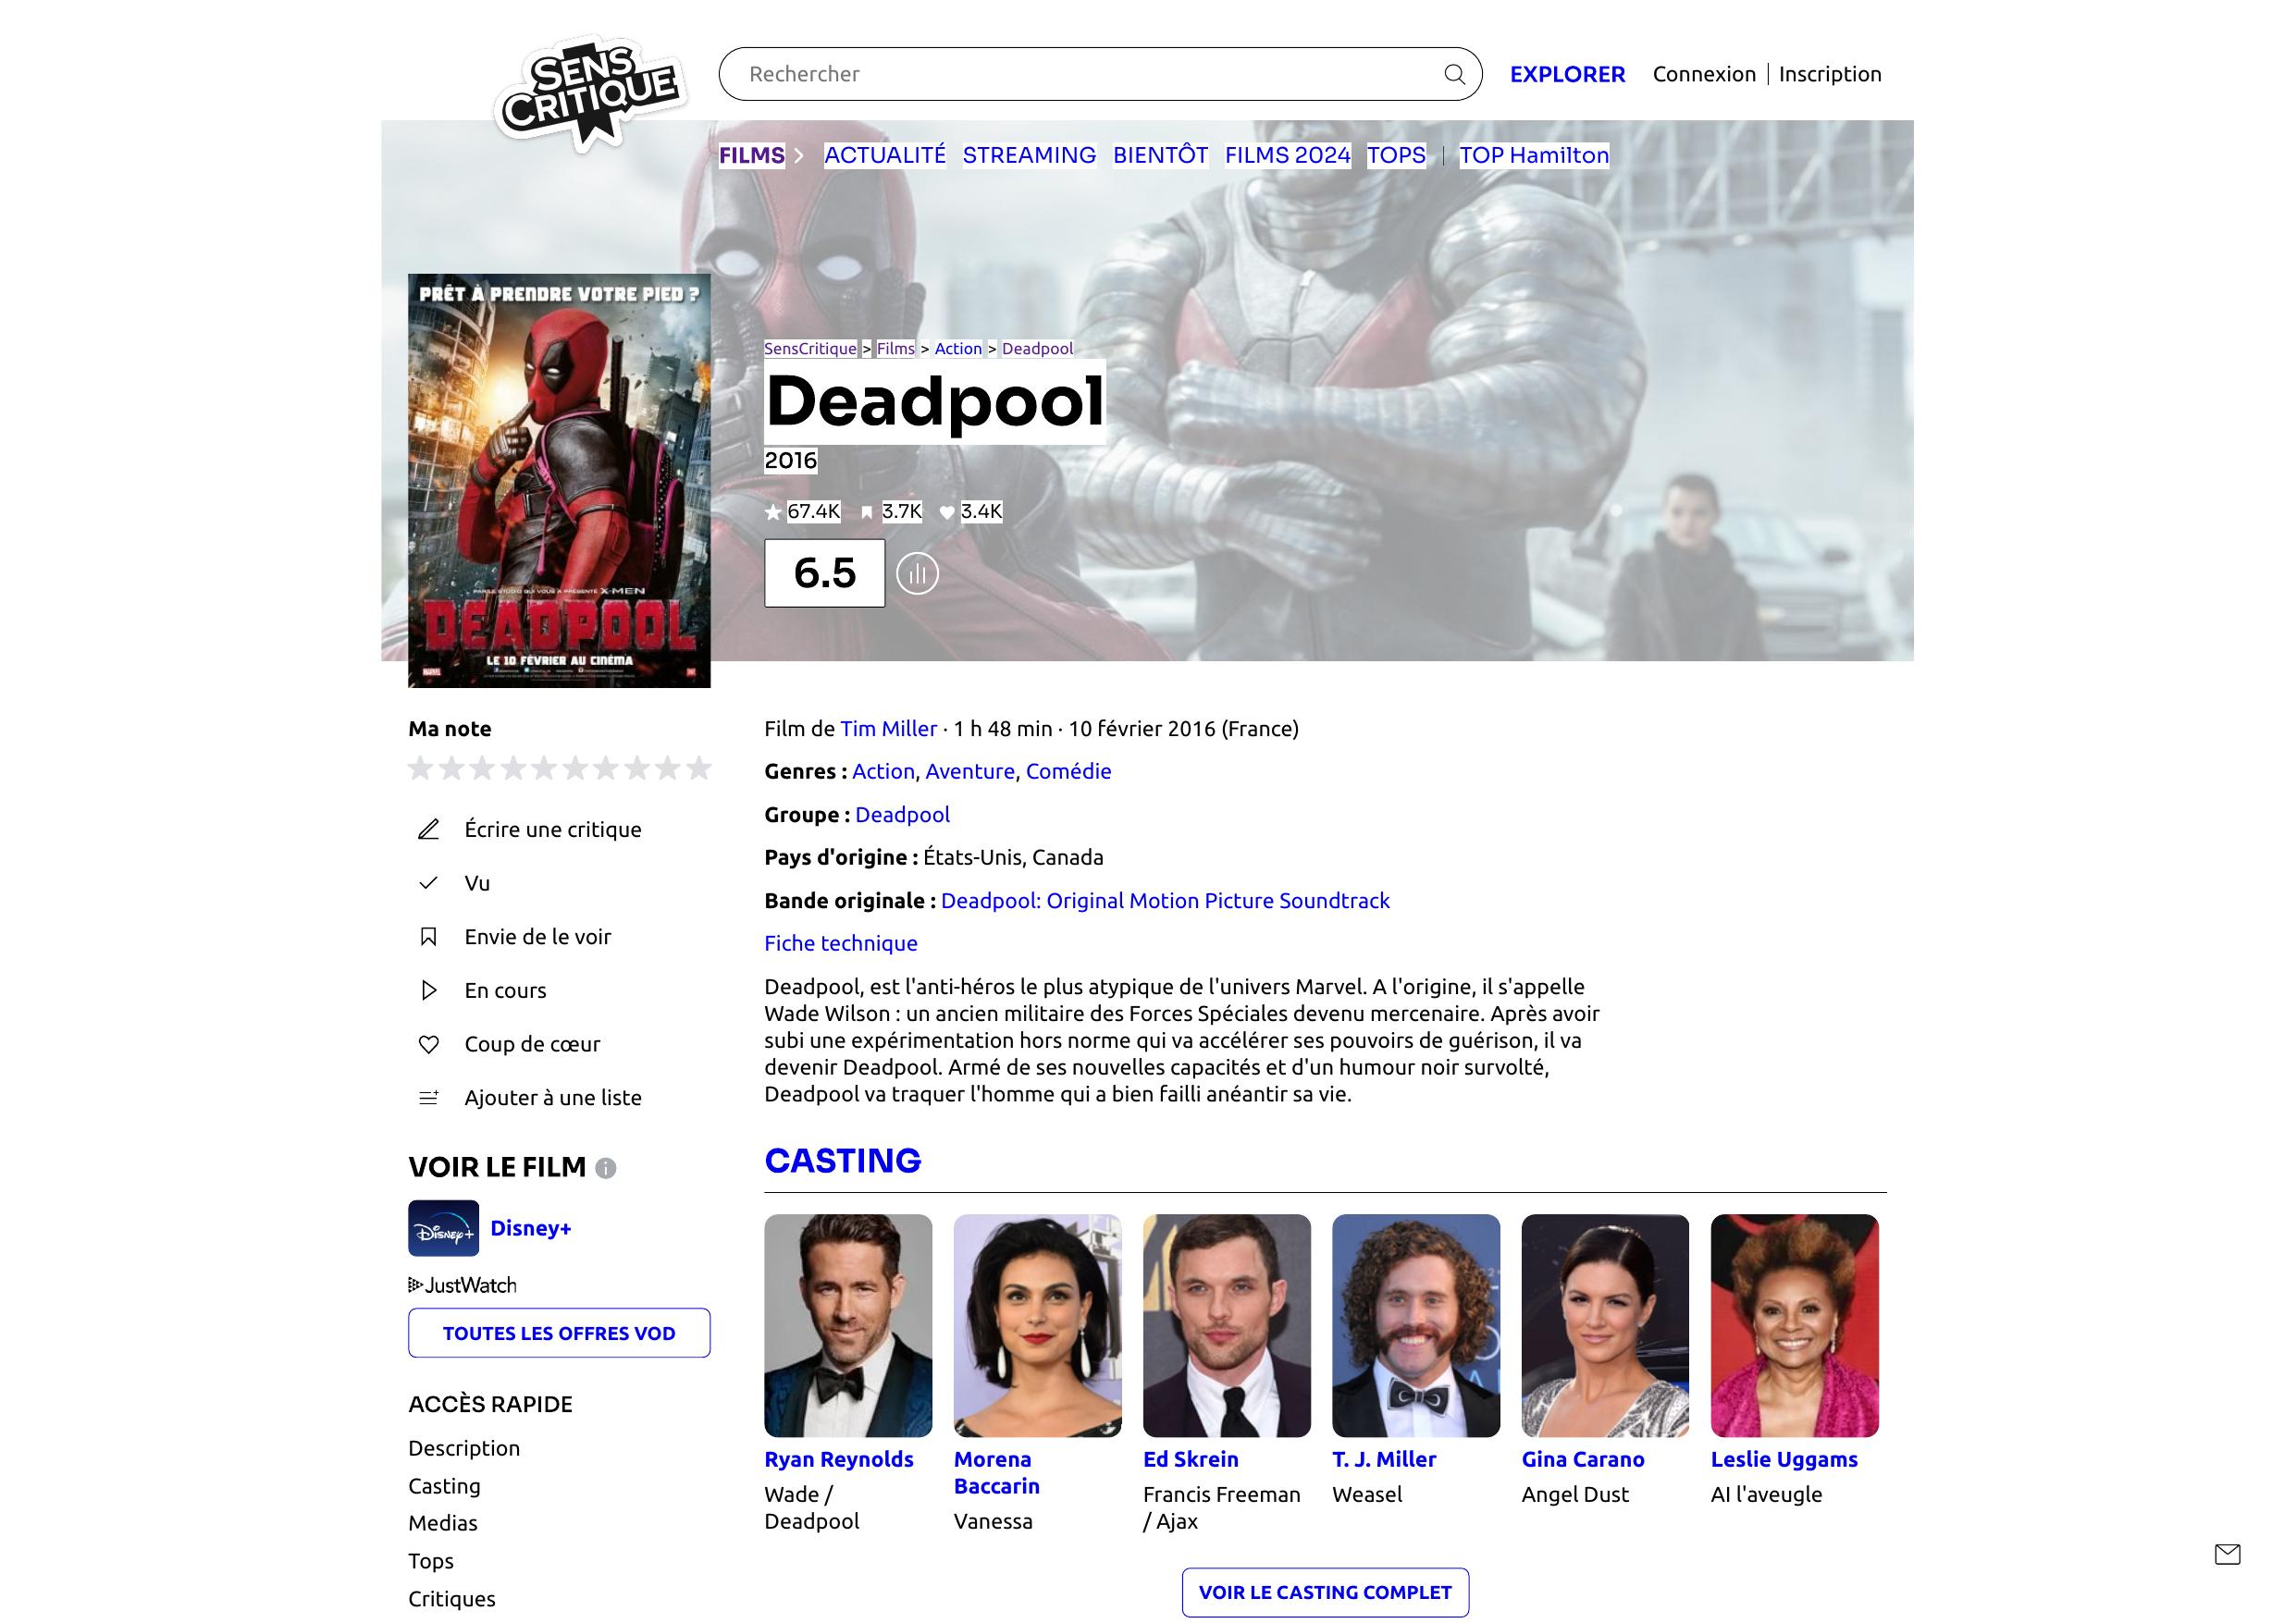 SENS
CRITIQUE
Rechercher
EXPLORER
Connexion | Inscription
FILMS
ACTUALITÉ
STREAMING
BIENTÔT
FILMS 2024
TOPS
TOP Hamilton
PRÊT À PRENDRE VOTRE PIED ?
X-MEN
DEADPOOL
LE 10 FÉVRIER AU CINÉMA
SensCritique > Films > Action > Deadpool
Deadpool
2016
67.4K 3.7K 3.4K
6.5
Ma note
Écrire une critique
Vu
Envie de le voir
En cours
Coup de cœur
Ajouter à une liste
VOIR LE FILM
Disney+
Disney+
JustWatch
TOUTES LES OFFRES VOD
ACCÈS RAPIDE
Description
Casting
Medias
Tops
Critiques
Film de Tim Miller · 1 h 48 min · 10 février 2016 (France)
Genres : Action, Aventure, Comédie
Groupe : Deadpool
Pays d'origine : États-Unis, Canada
Bande originale : Deadpool: Original Motion Picture Soundtrack
Fiche technique
Deadpool, est l'anti-héros le plus atypique de l'univers Marvel. A l'origine, il s'appelle
Wade Wilson : un ancien militaire des Forces Spéciales devenu mercenaire. Après avoir
subi une expérimentation hors norme qui va accélérer ses pouvoirs de guérison, il va
devenir Deadpool. Armé de ses nouvelles capacités et d'un humour noir survolté,
Deadpool va traquer l'homme qui a bien failli anéantir sa vie.
CASTING
Ryan Reynolds
Wade /
Deadpool
Morena
Baccarin
Vanessa
Ed Skrein
Francis Freeman
/ Ajax
T. J. Miller
Weasel
Gina Carano
Angel Dust
Leslie Uggams
AI l'aveugle
VOIR LE CASTING COMPLET